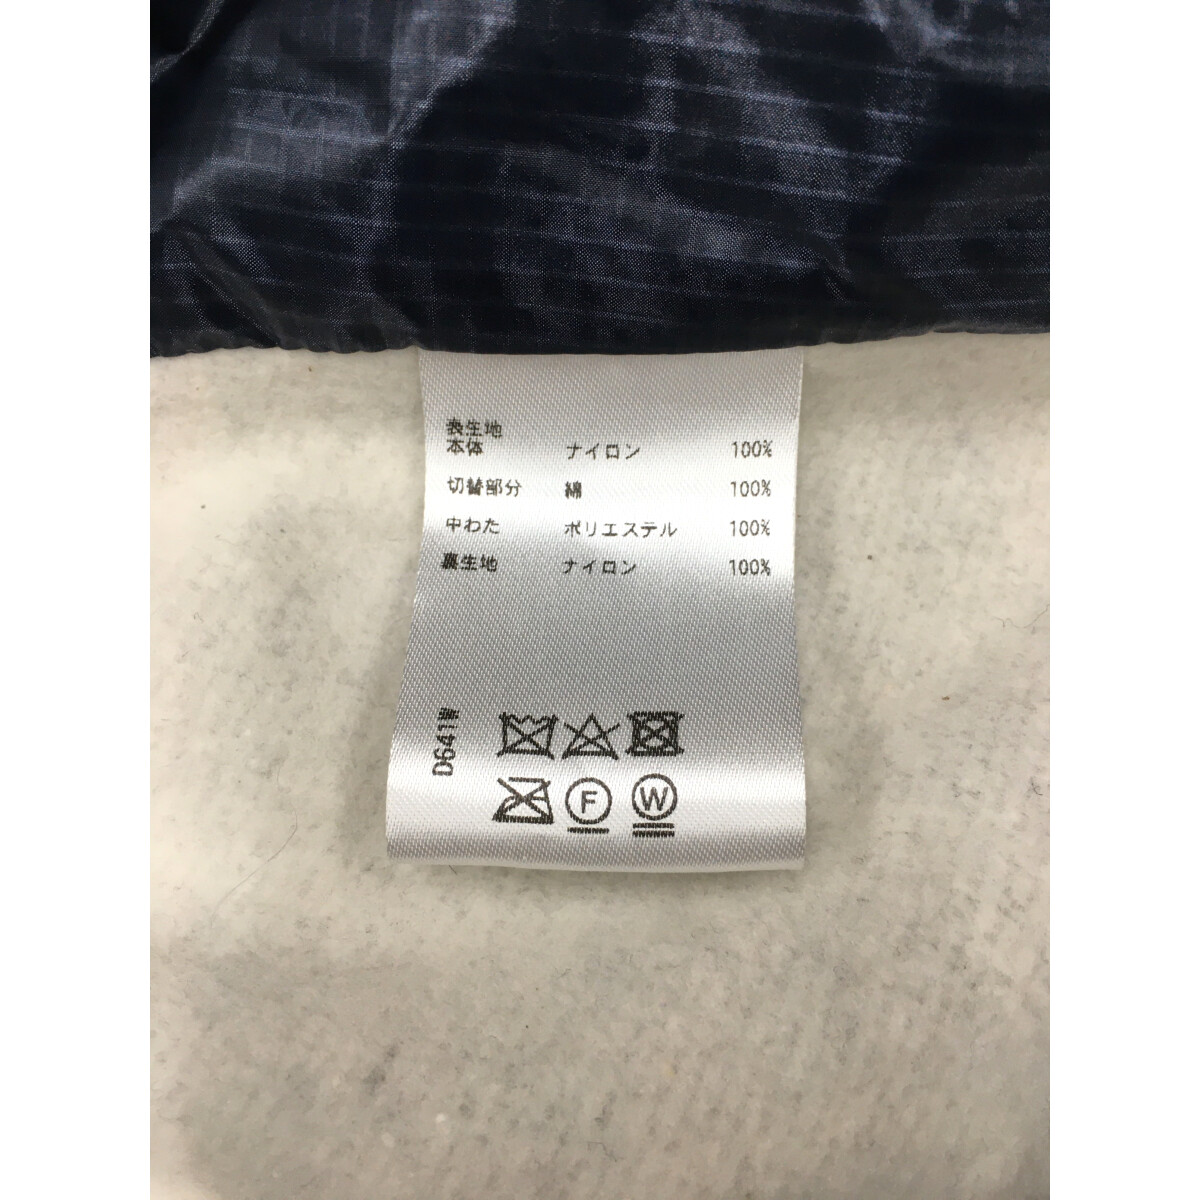 表生地
本体 ナイロン 100%
切替部分 綿 100%
中わた ポリエステル 100%
裏生地 ナイロン 100%
D641W
F
W